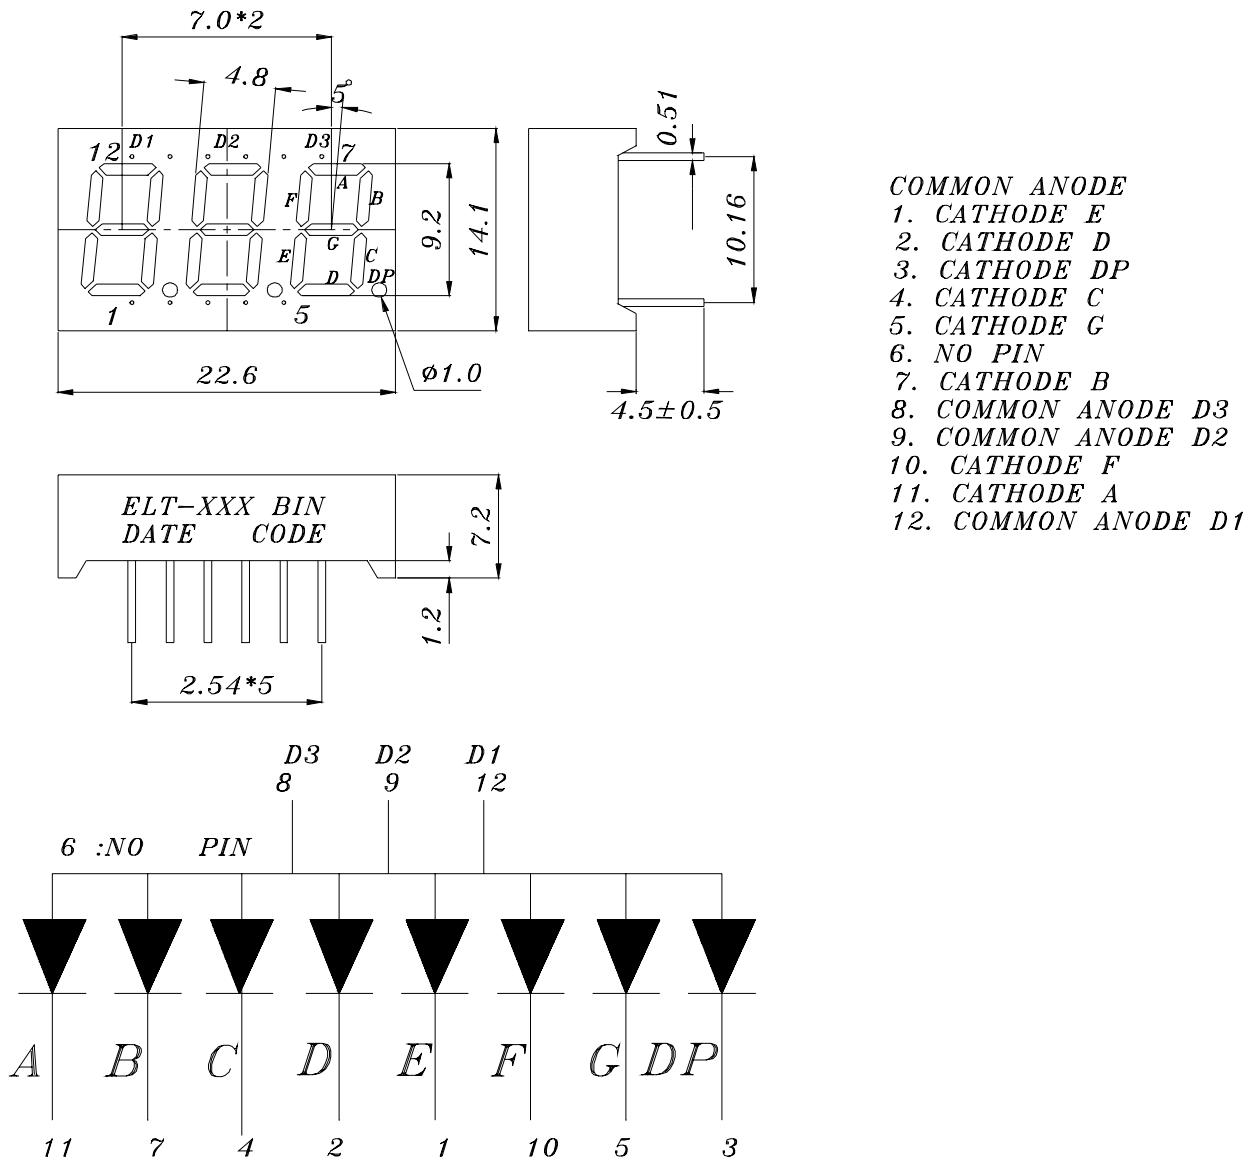 7.0*2
4.8
5°
D1 D2 D3
12 7
A
F B
G
E C
D DP
1 5
9.2
14.1
22.6
ø1.0
0.51
10.16
4.5±0.5
COMMON ANODE
1. CATHODE E
2. CATHODE D
3. CATHODE DP
4. CATHODE C
5. CATHODE G
6. NO PIN
7. CATHODE B
8. COMMON ANODE D3
9. COMMON ANODE D2
10. CATHODE F
11. CATHODE A
12. COMMON ANODE D1
ELT-XXX BIN
DATE CODE
7.2
1.2
2.54*5
D3 D2 D1
8 9 12
6 :NO PIN
A B C D E F G DP
11 7 4 2 1 10 5 3